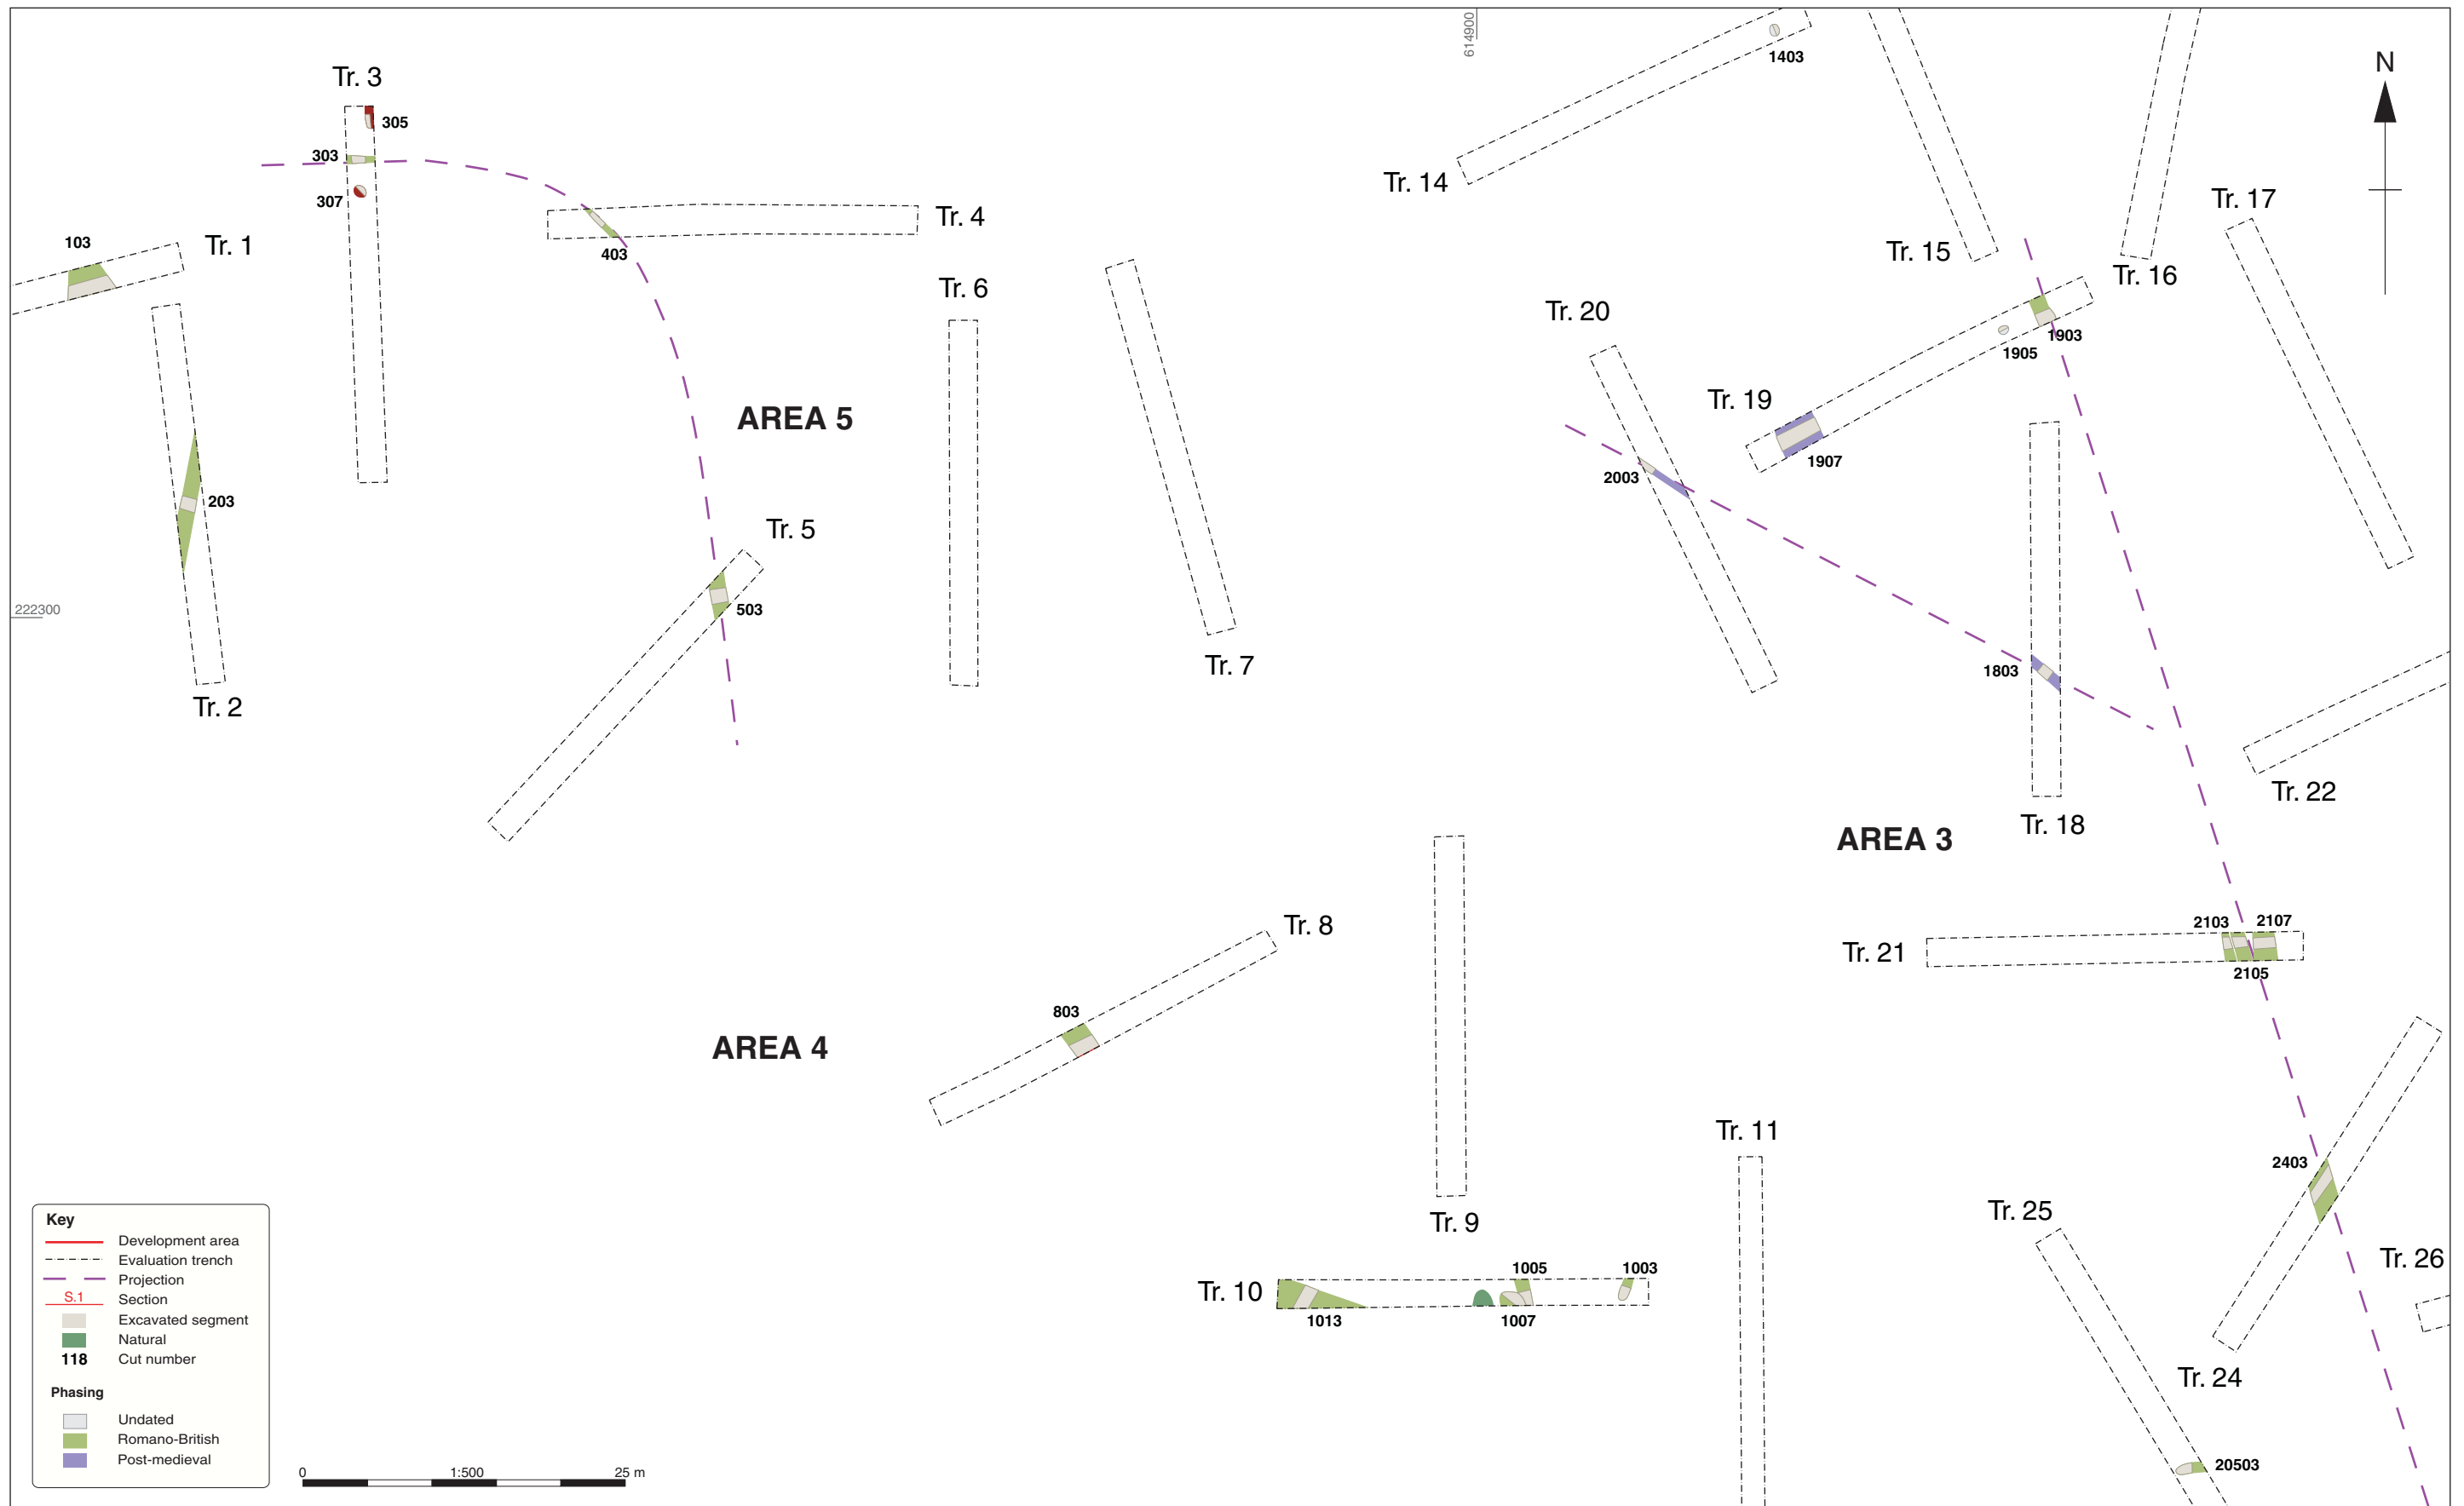 614900
N
Tr. 3
1403
305
303
Tr. 14
307
Tr. 17
Tr. 4
103
Tr. 1
403
Tr. 15
Tr. 16
Tr. 6
Tr. 20
1903
1905
Tr. 19
AREA 5
1907
2003
203
Tr. 5
222300
503
Tr. 7
1803
Tr. 2
Tr. 22
Tr. 18
AREA 3
Tr. 8
2103
2107
Tr. 21
2105
803
AREA 4
Tr. 11
2403
Tr. 25
Tr. 9
Tr. 26
1005
1003
Tr. 10
1013
1007
Tr. 24
20503
Key
Development area
Evaluation trench
Projection
S.1 Section
Excavated segment
Natural
118 Cut number
Phasing
Undated
Romano-British
Post-medieval
0 1:500 25 m